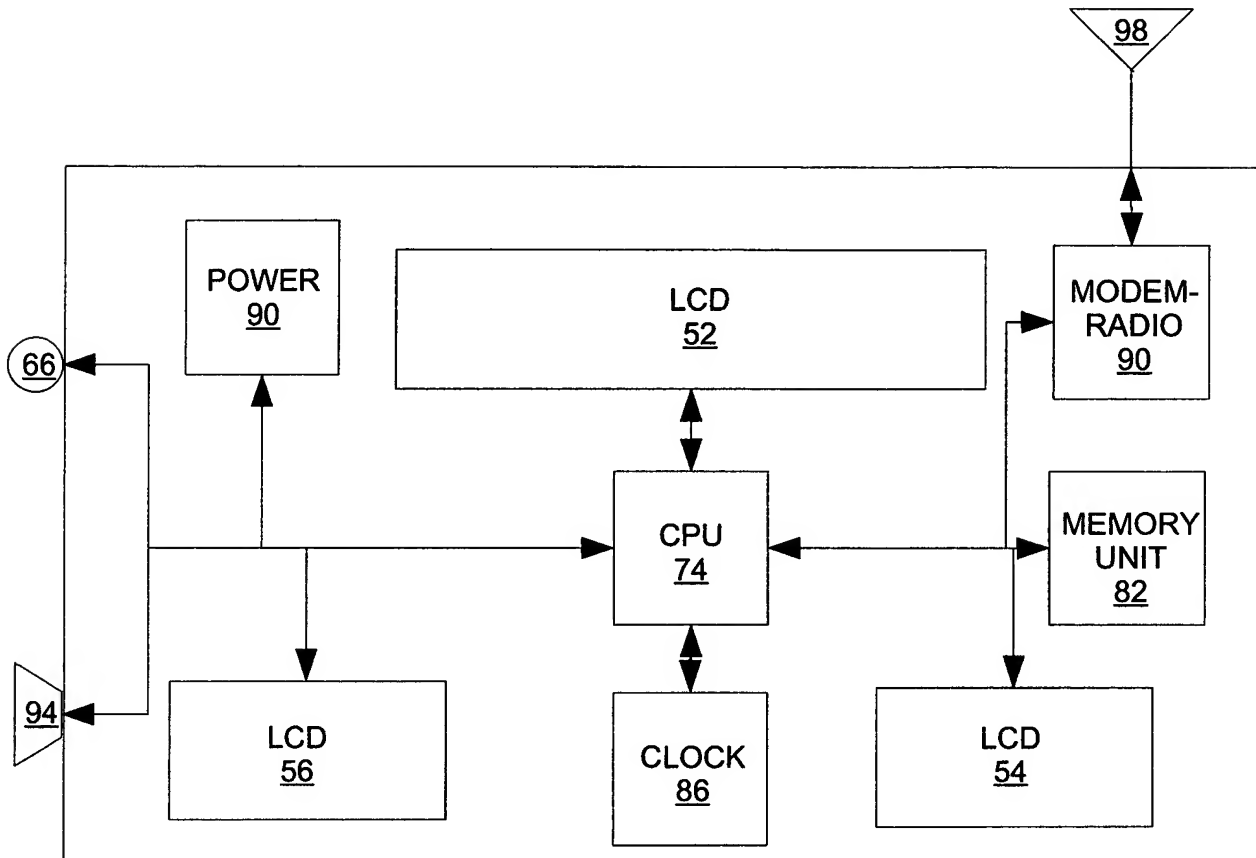 98
POWER
90
LCD
52
MODEM-
RADIO
90
66
CPU
74
MEMORY
UNIT
82
94
LCD
56
CLOCK
86
LCD
54